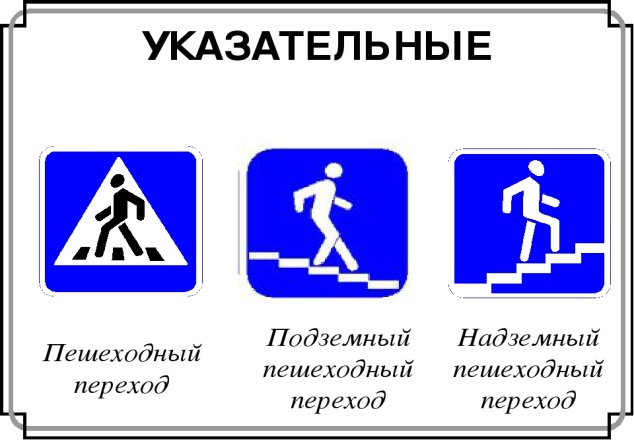 УКАЗАТЕЛЬНЫЕ
Пешеходный
переход
Подземный
пешеходный
переход
Надземный
пешеходный
переход